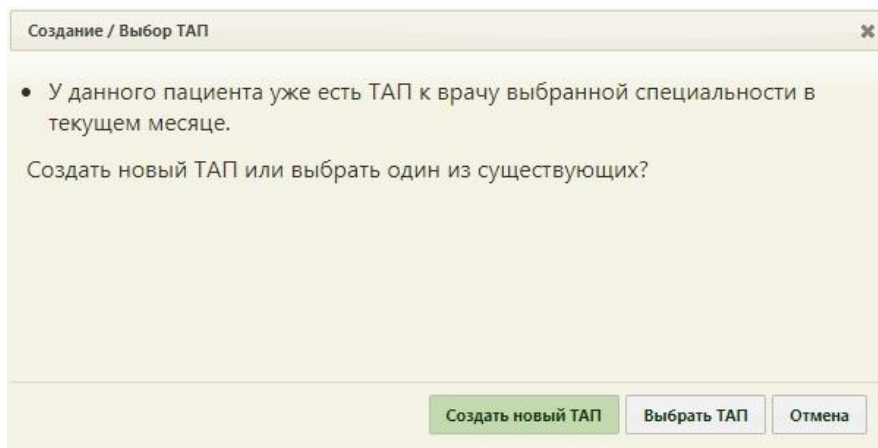 Создание / Выбор ТАП
• У данного пациента уже есть ТАП к врачу выбранной специальности в
текущем месяце.
Создать новый ТАП или выбрать один из существующих?
Создать новый ТАП Выбрать ТАП Отмена